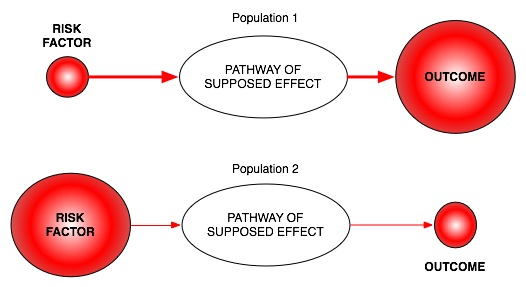 Population 1
RISK
FACTOR
PATHWAY OF
SUPPOSED EFFECT
OUTCOME
Population 2
RISK
FACTOR
PATHWAY OF
SUPPOSED EFFECT
OUTCOME